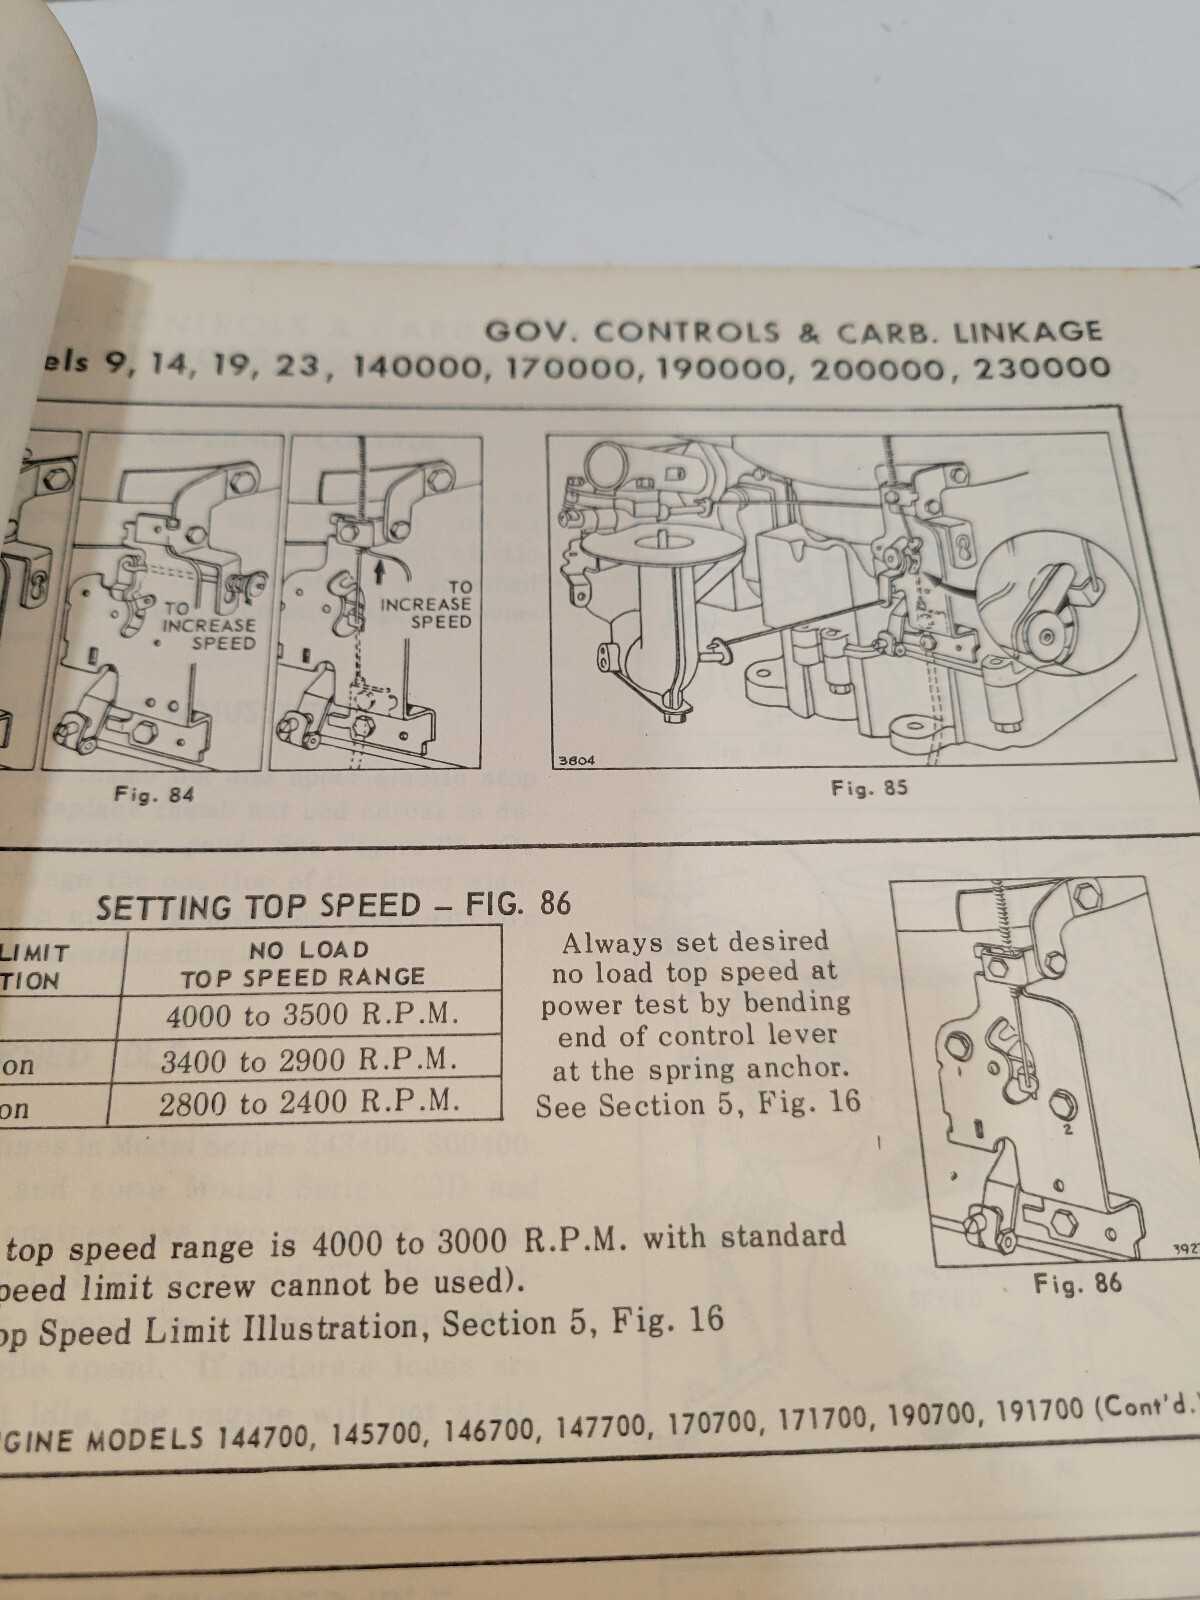 GOV. CONTROLS & CARB. LINKAGE
els 9, 14, 19, 23, 140000, 170000, 190000, 200000, 230000
TO
INCREASE
SPEED
TO
INCREASE
SPEED
3804
Fig. 84
Fig. 85
SETTING TOP SPEED – FIG. 86
LIMIT
TION
NO LOAD
TOP SPEED RANGE
4000 to 3500 R.P.M.
on
3400 to 2900 R.P.M.
on
2800 to 2400 R.P.M.
Always set desired
no load top speed at
power test by bending
end of control lever
at the spring anchor.
See Section 5, Fig. 16
2
392
Fig. 86
top speed range is 4000 to 3000 R.P.M. with standard
peed limit screw cannot be used).
op Speed Limit Illustration, Section 5, Fig. 16
GINE MODELS 144700, 145700, 146700, 147700, 170700, 171700, 190700, 191700 (Cont'd.)